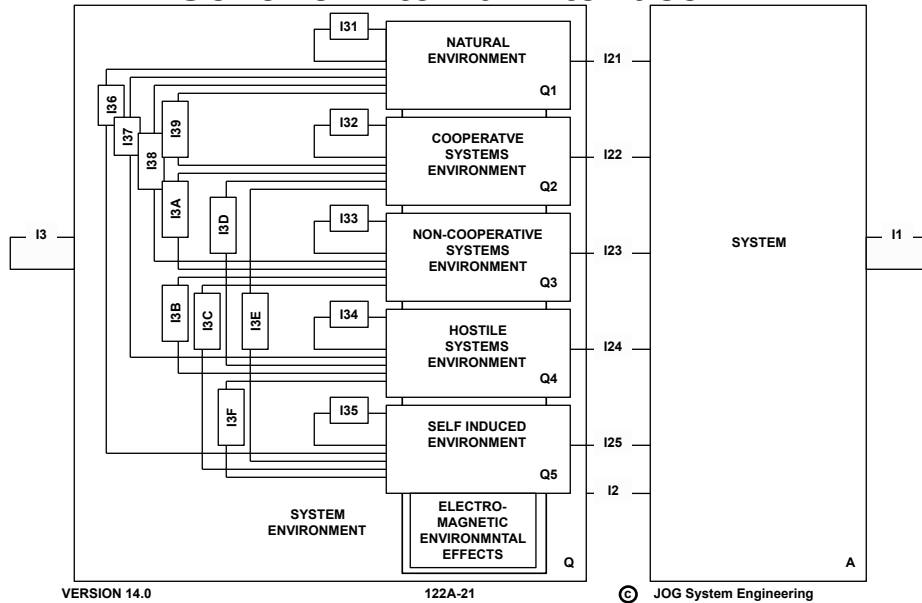 I31
NATURAL
ENVIRONMENT
Q1
I21
I36
I37
I38
I39
I32
COOPERATVE
SYSTEMS
ENVIRONMENT
Q2
I22
I3A
I3D
I33
NON-COOPERATIVE
SYSTEMS
ENVIRONMENT
Q3
I23
I3
SYSTEM
I1
I3B
I3C
I3E
I34
HOSTILE
SYSTEMS
ENVIRONMENT
Q4
I24
I3F
I35
SELF INDUCED
ENVIRONMENT
Q5
I25
I2
SYSTEM
ENVIRONMENT
ELECTRO-
MAGNETIC
ENVIRONMNTAL
EFFECTS
Q
A
VERSION 14.0
122A-21
© JOG System Engineering